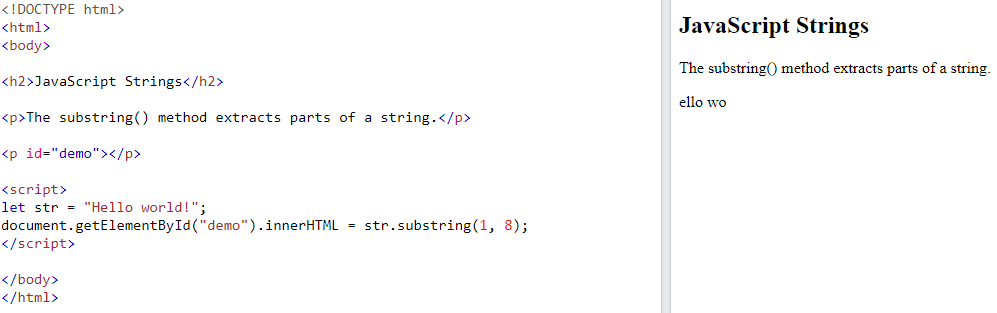 <!DOCTYPE html>
<html>
<body>
<h2>JavaScript Strings</h2>
<p>The substring() method extracts parts of a string.</p>
<p id="demo"></p>
<script>
let str = "Hello world!";
document.getElementById("demo").innerHTML = str.substring(1, 8);
</script>
</body>
</html>
JavaScript Strings
The substring() method extracts parts of a string.
ello wo